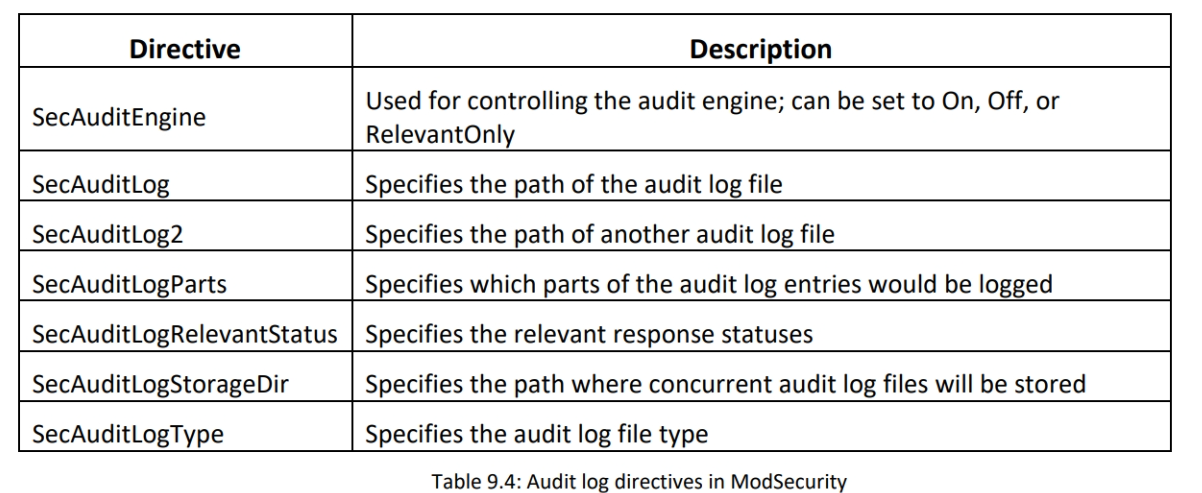 Directive Description
SecAuditEngine Used for controlling the audit engine; can be set to On, Off, or
RelevantOnly
SecAuditLog Specifies the path of the audit log file
SecAuditLog2 Specifies the path of another audit log file
SecAuditLogParts Specifies which parts of the audit log entries would be logged
SecAuditLogRelevantStatus Specifies the relevant response statuses
SecAuditLogStorageDir Specifies the path where concurrent audit log files will be stored
SecAuditLogType Specifies the audit log file type
Table 9.4: Audit log directives in ModSecurity